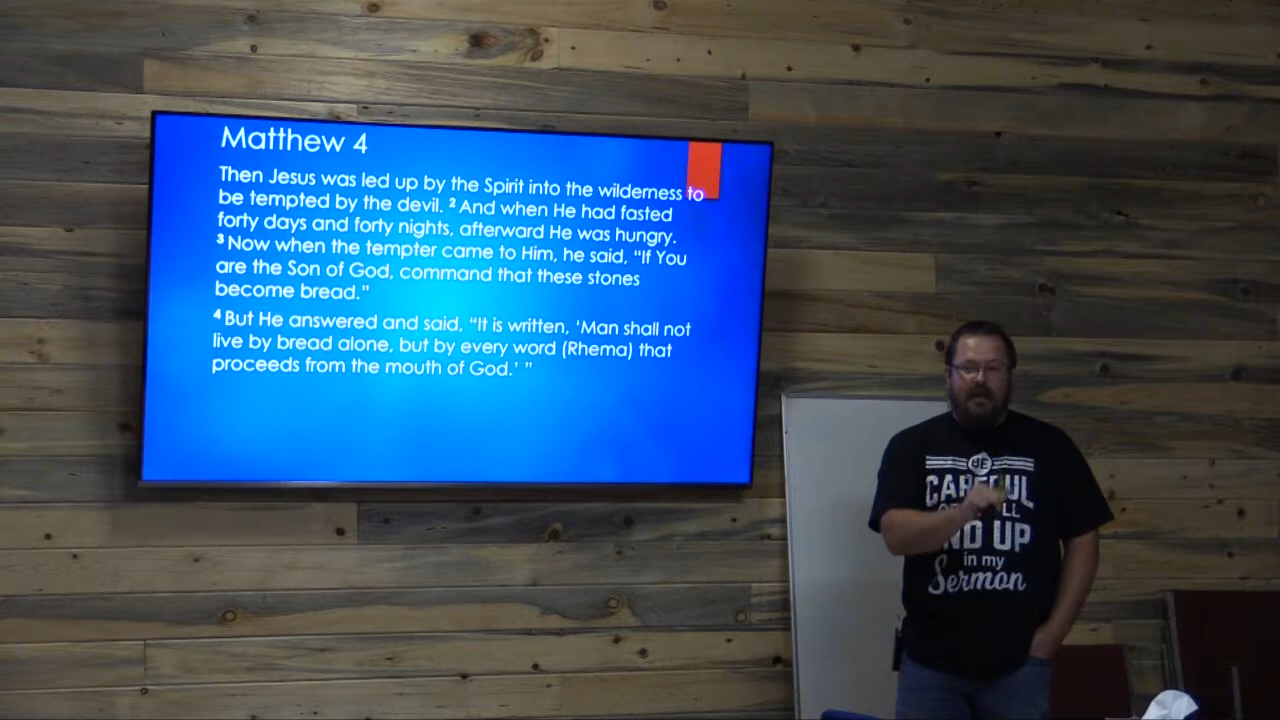 Matthew 4
Then Jesus was led up by the Spirit into the wilderness to
be tempted by the devil. ² And when He had fasted
forty days and forty nights, afterward He was hungry.
³ Now when the tempter came to Him, he said, “If You
are the Son of God, command that these stones
become bread.”
⁴ But He answered and said, “It is written, ‘Man shall not
live by bread alone, but by every word (Rhema) that
proceeds from the mouth of God.’ ”
BE
CAREFUL
UP
in my
Sermon